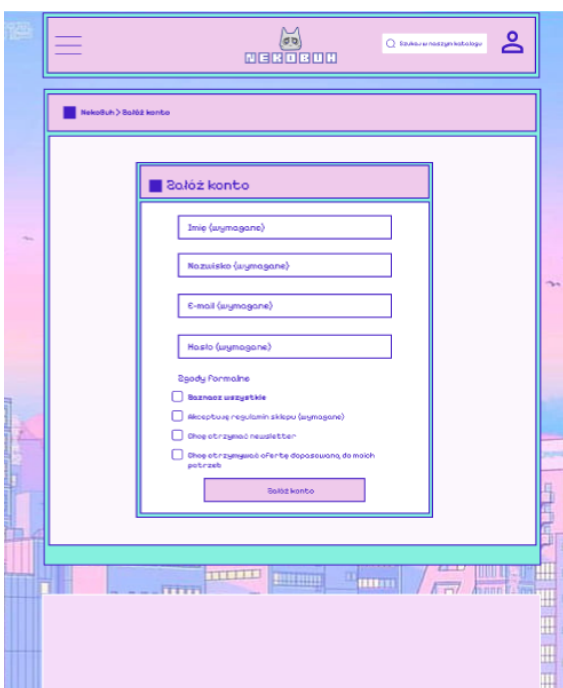 NEKOBUH
Szukaj w naszym katalogu
NekoBuh > Załóż konto
Załóż konto
Imię (wymagane)
Nazwisko (wymagane)
E-mail (wymagane)
Hasło (wymagane)
Zgody formalne
Zaznacz wszystkie
Akceptuję regulamin sklepu (wymagane)
Chcę otrzymać newsletter
Chcę otrzymywać ofertę dopasowaną do moich
potrzeb
Załóż konto